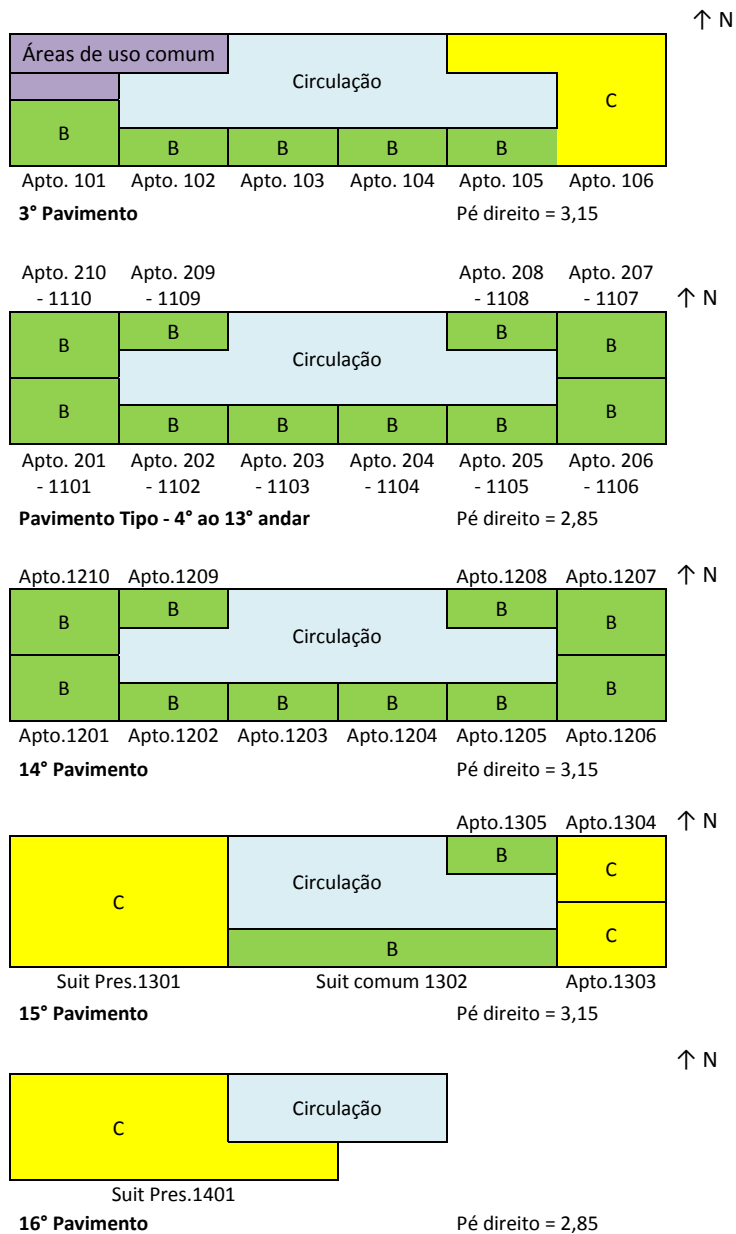 ↑ N
Áreas de uso comum
Circulação
C
B
B B B B
Apto. 101 Apto. 102 Apto. 103 Apto. 104 Apto. 105 Apto. 106
3° Pavimento Pé direito = 3,15
Apto. 210 Apto. 209 Apto. 208 Apto. 207
- 1110 - 1109 - 1108 - 1107 ↑ N
B B B B
Circulação
B B B B B B
Apto. 201 Apto. 202 Apto. 203 Apto. 204 Apto. 205 Apto. 206
- 1101 - 1102 - 1103 - 1104 - 1105 - 1106
Pavimento Tipo - 4° ao 13° andar Pé direito = 2,85
Apto.1210 Apto.1209 Apto.1208 Apto.1207 ↑ N
B B B B
Circulação
B B B B B B
Apto.1201 Apto.1202 Apto.1203 Apto.1204 Apto.1205 Apto.1206
14° Pavimento Pé direito = 3,15
Apto.1305 Apto.1304 ↑ N
B C
Circulação
C
B C
Suit Pres.1301 Suit comum 1302 Apto.1303
15° Pavimento Pé direito = 3,15
↑ N
Circulação
C
Suit Pres.1401
16° Pavimento Pé direito = 2,85